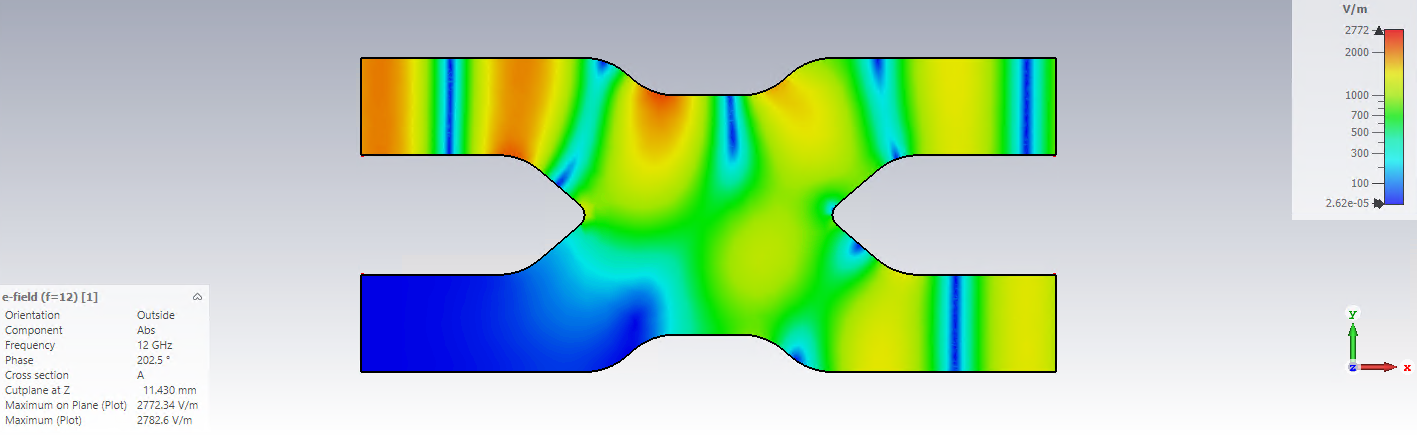 V/m
2772
2000
1000
700
500
300
100
2.62e-05
e-field (f=12) [1]
Orientation Outside
Component Abs
Frequency 12 GHz
Phase 202.5 °
Cross section A
Cutplane at Z 11.430 mm
Maximum on Plane (Plot) 2772.34 V/m
Maximum (Plot) 2782.6 V/m
y
z x